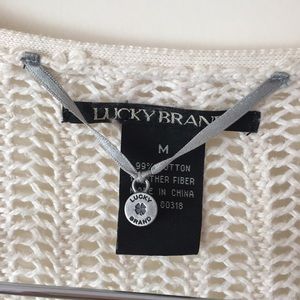 LUCKY BRAND
M
99% COTTON
FIBER
IN CHINA
00318
LUCKY
BRAND